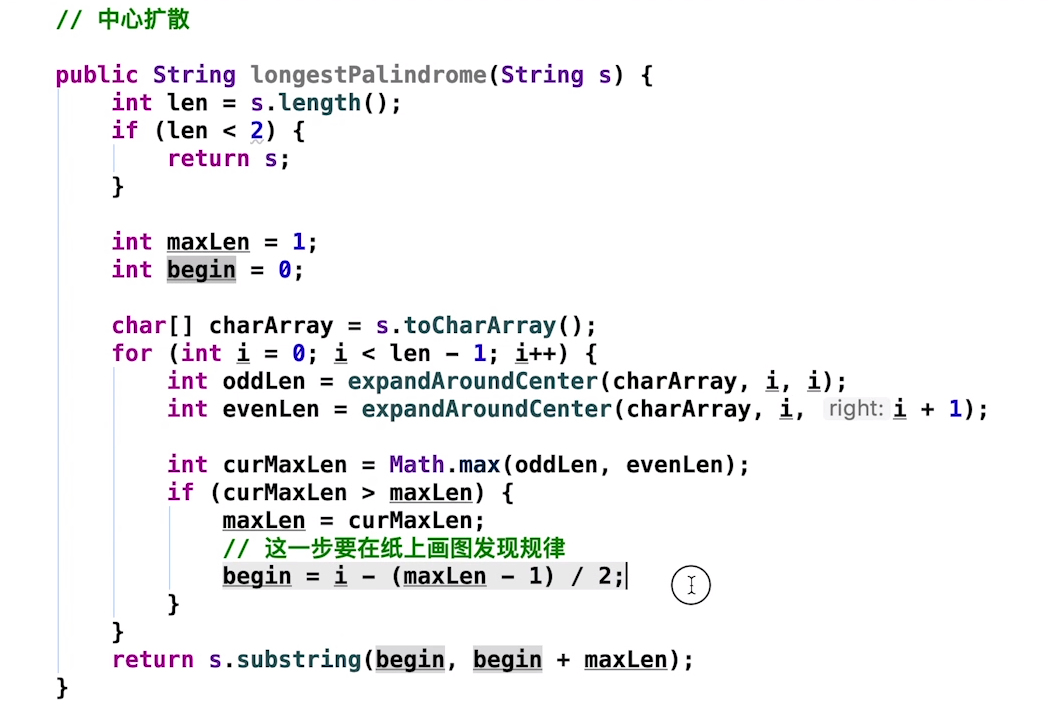 // 中心扩散
public String longestPalindrome(String s) {
int len = s.length();
if (len < 2) {
return s;
}
int maxLen = 1;
int begin = 0;
char[] charArray = s.toCharArray();
for (int i = 0; i < len - 1; i++) {
int oddLen = expandAroundCenter(charArray, i, i);
int evenLen = expandAroundCenter(charArray, i, right: i + 1);
int curMaxLen = Math.max(oddLen, evenLen);
if (curMaxLen > maxLen) {
maxLen = curMaxLen;
// 这一步要在纸上画图发现规律
begin = i - (maxLen - 1) / 2;
}
}
return s.substring(begin, begin + maxLen);
}